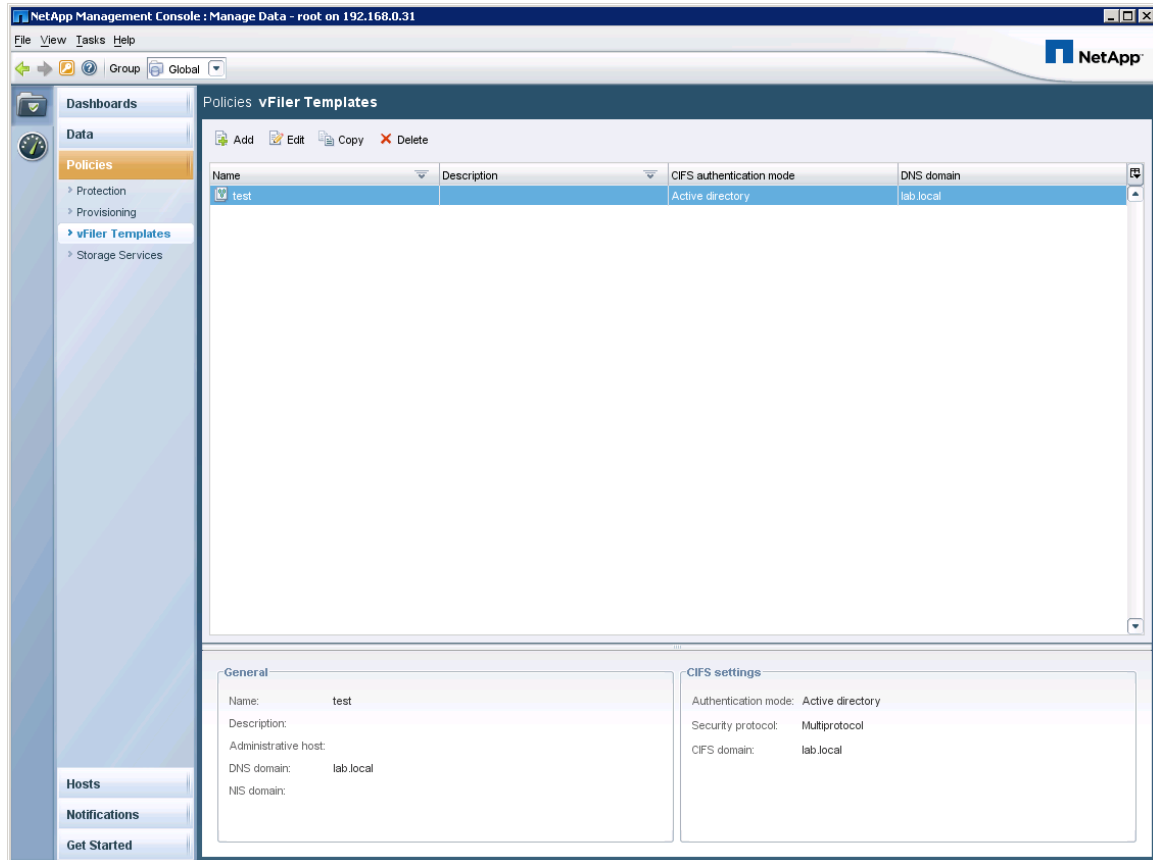 NetApp Management Console : Manage Data - root on 192.168.0.31
File View Tasks Help
Group Global
NetApp
Dashboards
Data
Policies
Protection
Provisioning
vFiler Templates
Storage Services
Hosts
Notifications
Get Started
Policies vFiler Templates
Add Edit Copy Delete
Name Description CIFS authentication mode DNS domain
test Active directory lab.local
General
Name: test
Description:
Administrative host:
DNS domain: lab.local
NIS domain:
CIFS settings
Authentication mode: Active directory
Security protocol: Multiprotocol
CIFS domain: lab.local